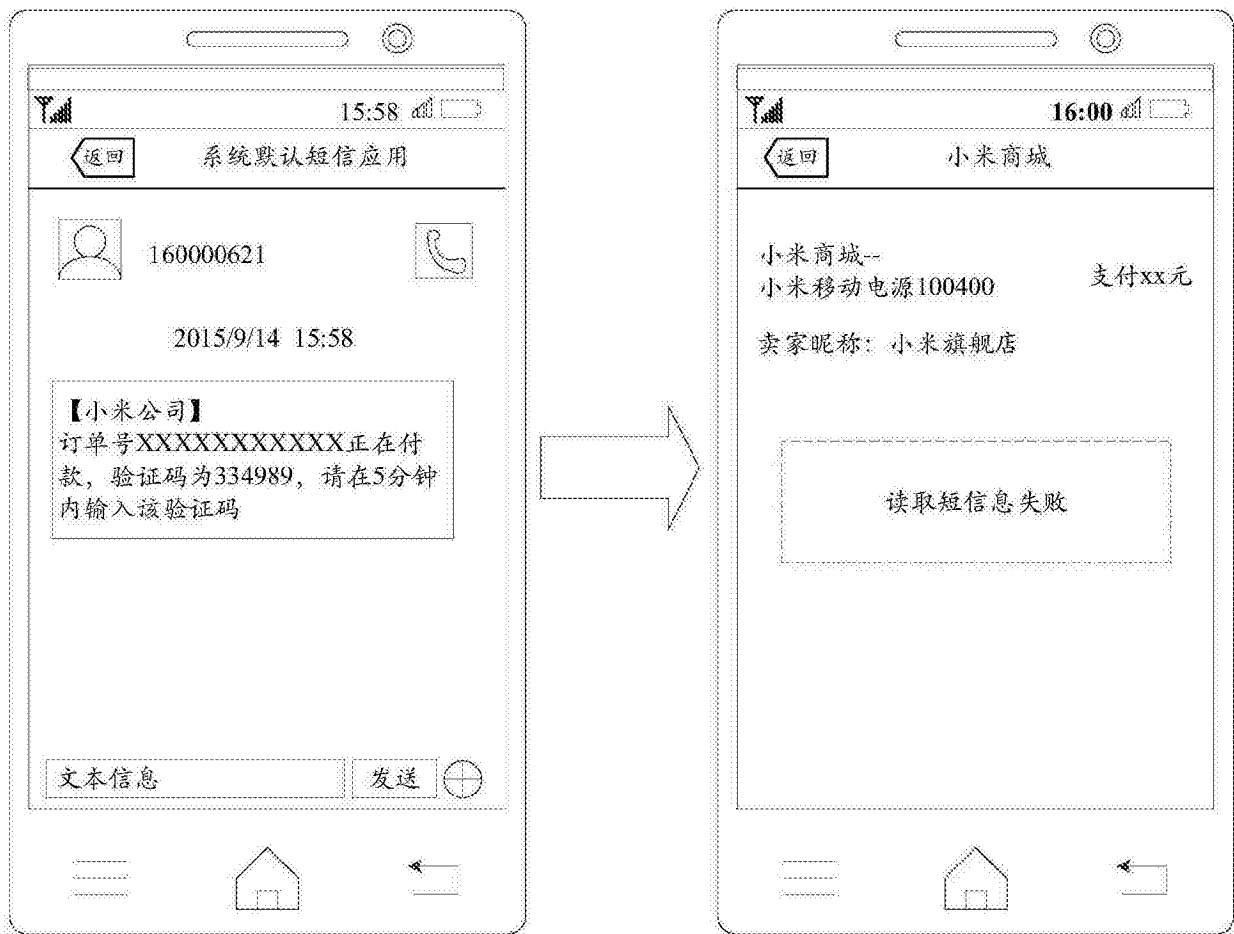 15:58
返回
系统默认短信应用
160000621
2015/9/14 15:58
【小米公司】
订单号XXXXXXXXXXX正在付
款，验证码为334989，请在5分钟
内输入该验证码
文本信息
发送
16:00
返回
小米商城
小米商城--
小米移动电源100400
支付xx元
卖家昵称：小米旗舰店
读取短信息失败